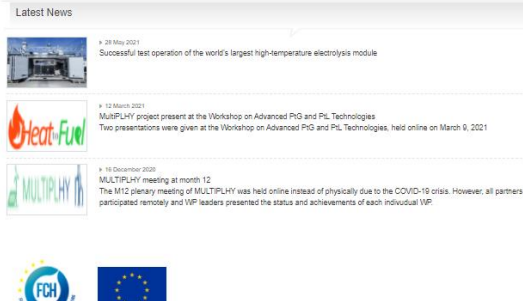 Latest News
28 May 2021
Successful test operation of the world's largest high-temperature electrolysis module
Heat to Fuel
12 March 2021
MultiPLHY project present at the Workshop on Advanced PtG and PtL Technologies
Two presentations were given at the Workshop on Advanced PtG and PtL Technologies, held online on March 9, 2021
MULTIPLHY
16 December 2020
MULTIPLHY meeting at month 12
The M12 plenary meeting of MULTIPLHY was held online instead of physically due to the COVID-19 crisis. However, all partners
participated remotely and WP leaders presented the status and achievements of each indivudual WP.
FCH